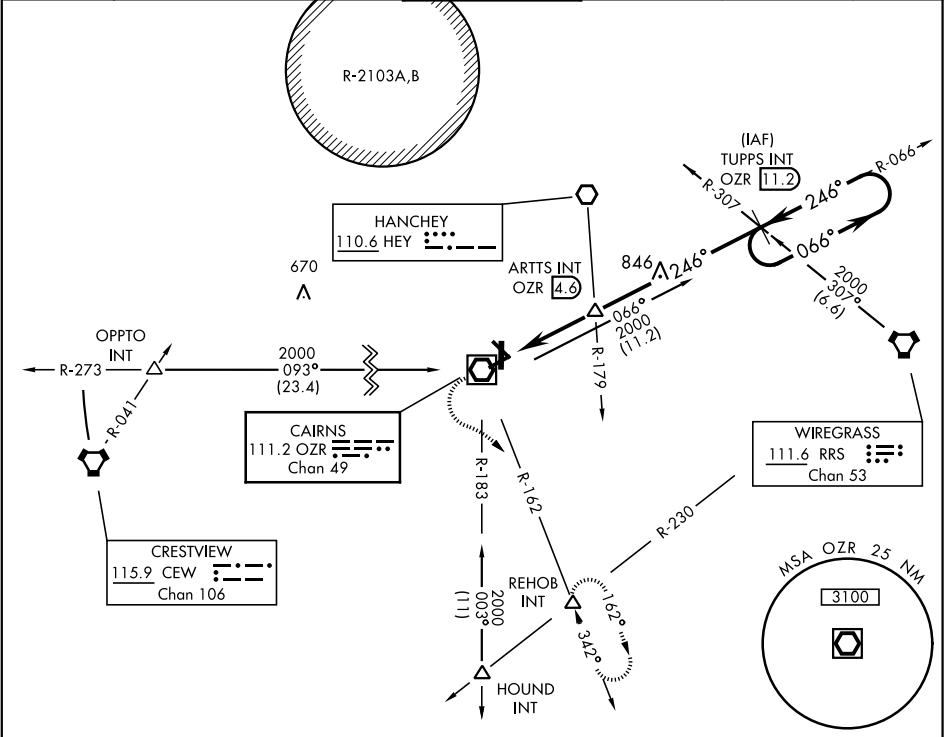 R-2103A,B
(IAF)
TUPPS INT
OZR 11.2
R-066
R-307
246°
066°
HANCHEY
110.6 HEY
670
ARTTS INT
OZR 4.6
846
246°
2000
307°
(6.6)
066°
2000
(11.2)
R-179
OPPTO
INT
R-273
2000
093°
(23.4)
R-041
CAIRNS
111.2 OZR
Chan 49
WIREGRASS
111.6 RRS
Chan 53
R-183
R-162
R-230
CRESTVIEW
115.9 CEW
Chan 106
2000
003°
(11)
REHOB
INT
162°
342°
HOUND
INT
MSA OZR 25 NM
3100